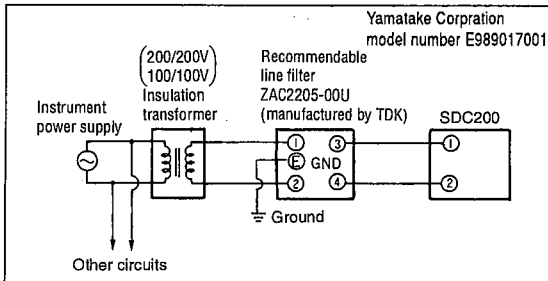 Yamatake Corpration
model number E989017001
(200/200V
100/100V)
Insulation
transformer
Recommendable
line filter
ZAC2205-00U
(manufactured by TDK)
Instrument
power supply
SDC200
1
3
E GND
2
4
1
2
Ground
Other circuits